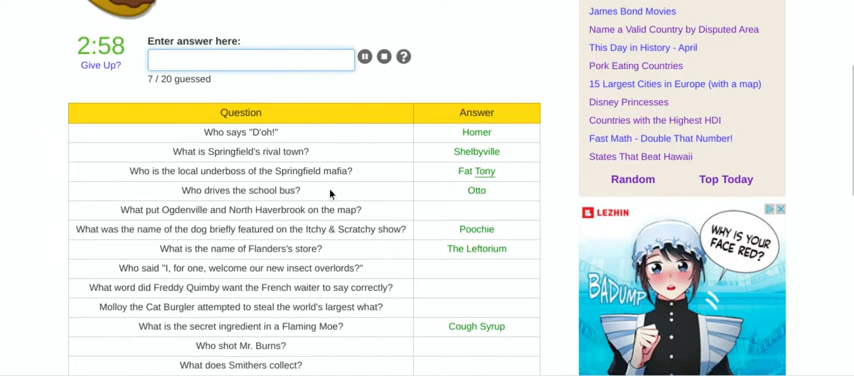 2:58
Give Up?
Enter answer here:
7 / 20 guessed
Question Answer
Who says "D'oh!" Homer
What is Springfield's rival town? Shelbyville
Who is the local underboss of the Springfield mafia? Fat Tony
Who drives the school bus? Otto
What put Ogdenville and North Haverbrook on the map?
What was the name of the dog briefly featured on the Itchy & Scratchy show? Poochie
What is the name of Flanders's store? The Leftorium
Who said "I, for one, welcome our new insect overlords?"
What word did Freddy Quimby want the French waiter to say correctly?
Molloy the Cat Burgler attempted to steal the world's largest what?
What is the secret ingredient in a Flaming Moe? Cough Syrup
Who shot Mr. Burns?
What does Smithers collect?
James Bond Movies
Name a Valid Country by Disputed Area
This Day in History - April
Pork Eating Countries
15 Largest Cities in Europe (with a map)
Disney Princesses
Countries with the Highest HDI
Fast Math - Double That Number!
States That Beat Hawaii
Random Top Today
LEZHIN
WHY IS YOUR
FACE RED?
BADUMP